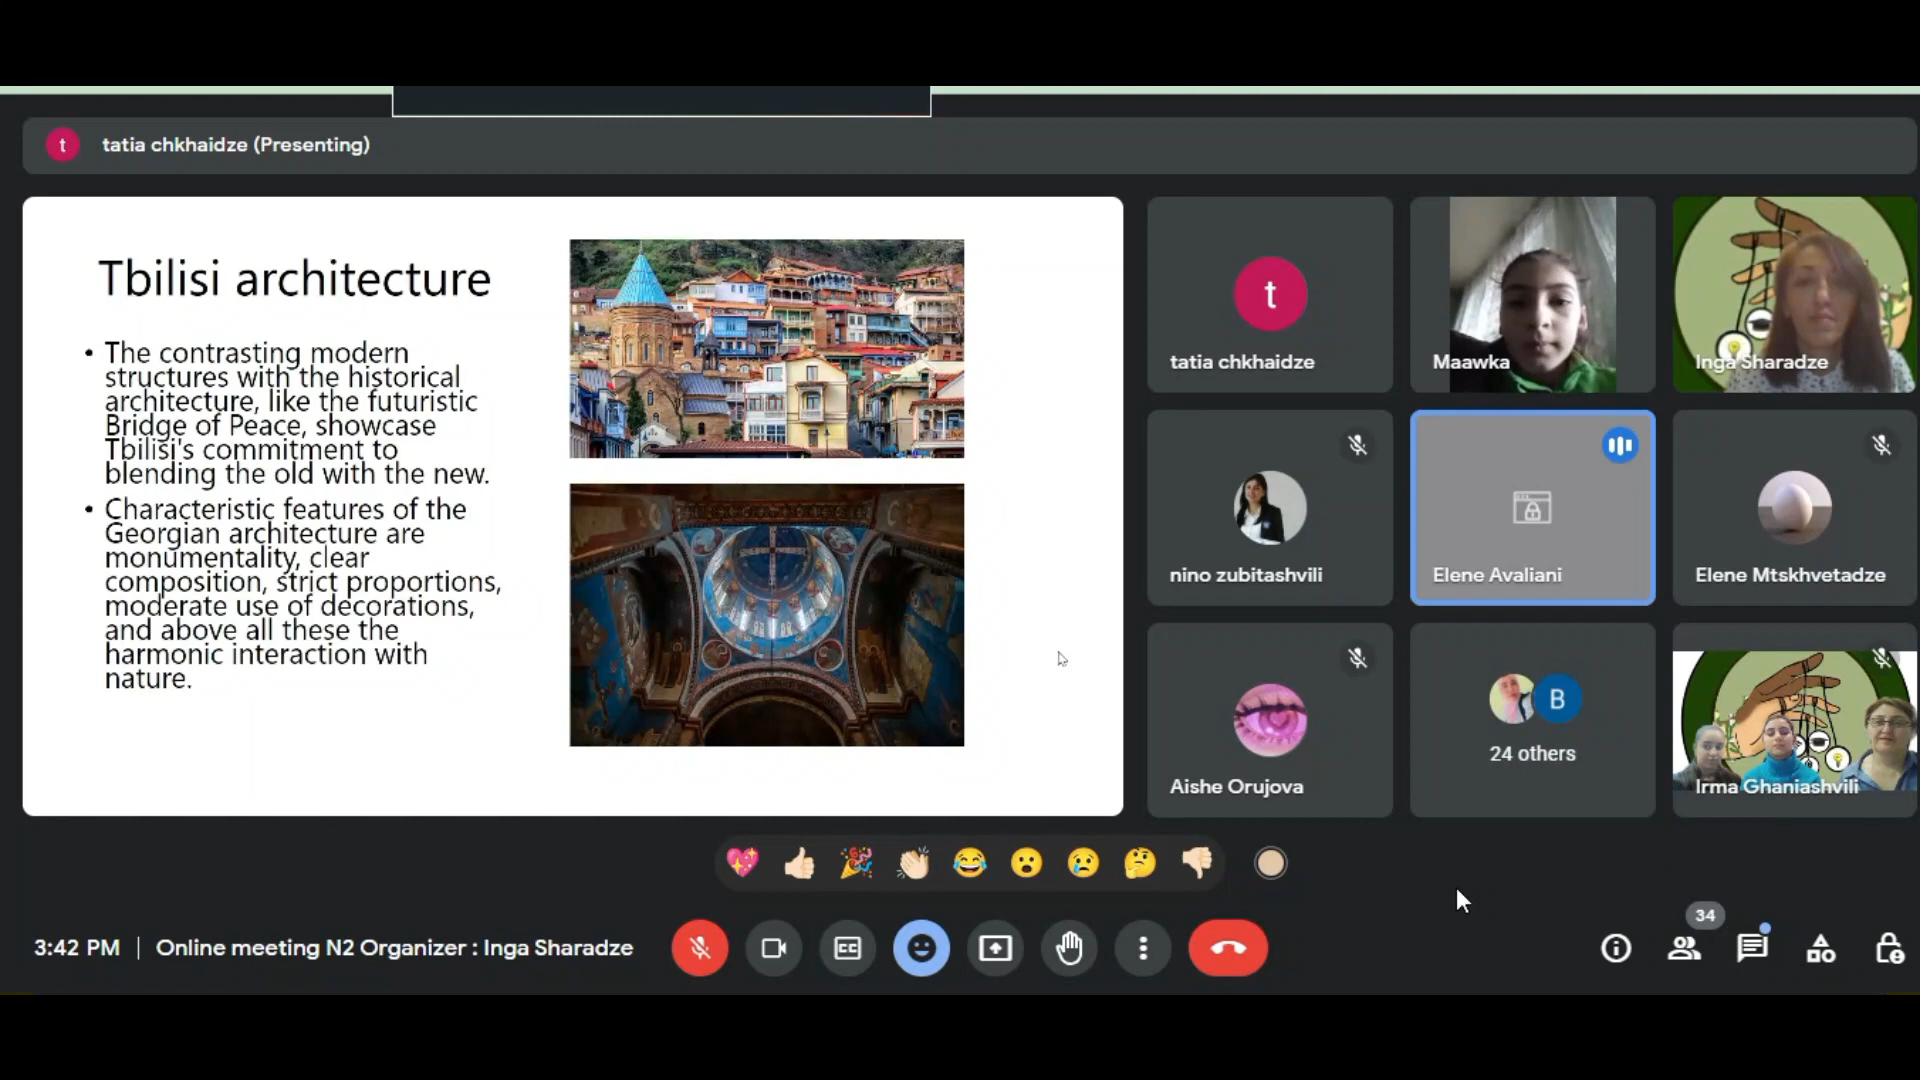 t
tatia chkhaidze (Presenting)
Tbilisi architecture
• The contrasting modern
structures with the historical
architecture, like the futuristic
Bridge of Peace, showcase
Tbilisi's commitment to
blending the old with the new.
• Characteristic features of the
Georgian architecture are
monumentality, clear
composition, strict proportions,
moderate use of decorations,
and above all these the
harmonic interaction with
nature.
t
tatia chkhaidze
Maawka
Inga Sharadze
nino zubitashvili
Elene Avaliani
Elene Mtskhvetadze
Aishe Orujova
B
24 others
Irma Ghaniashvili
3:42 PM | Online meeting N2 Organizer : Inga Sharadze
CC
34